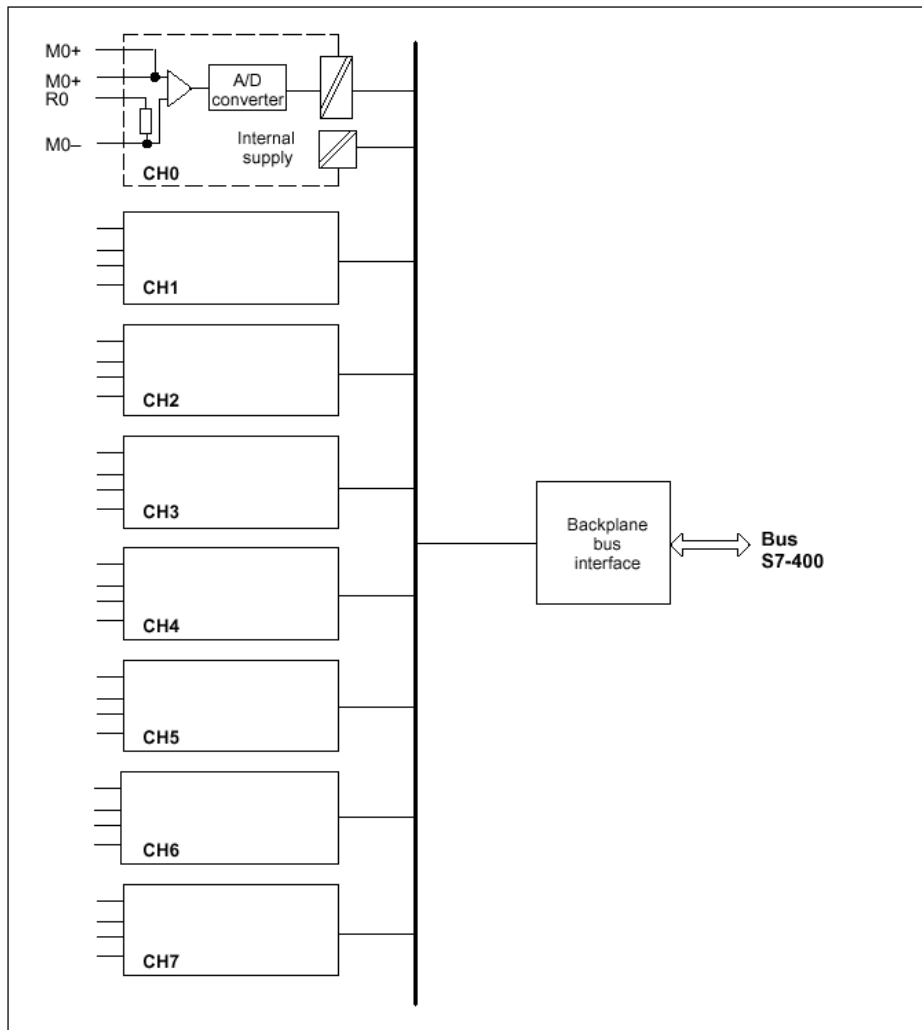 M0+
M0+
R0
M0–
A/D
converter
Internal
supply
CH0
CH1
CH2
CH3
CH4
CH5
CH6
CH7
Backplane
bus
interface
Bus
S7-400